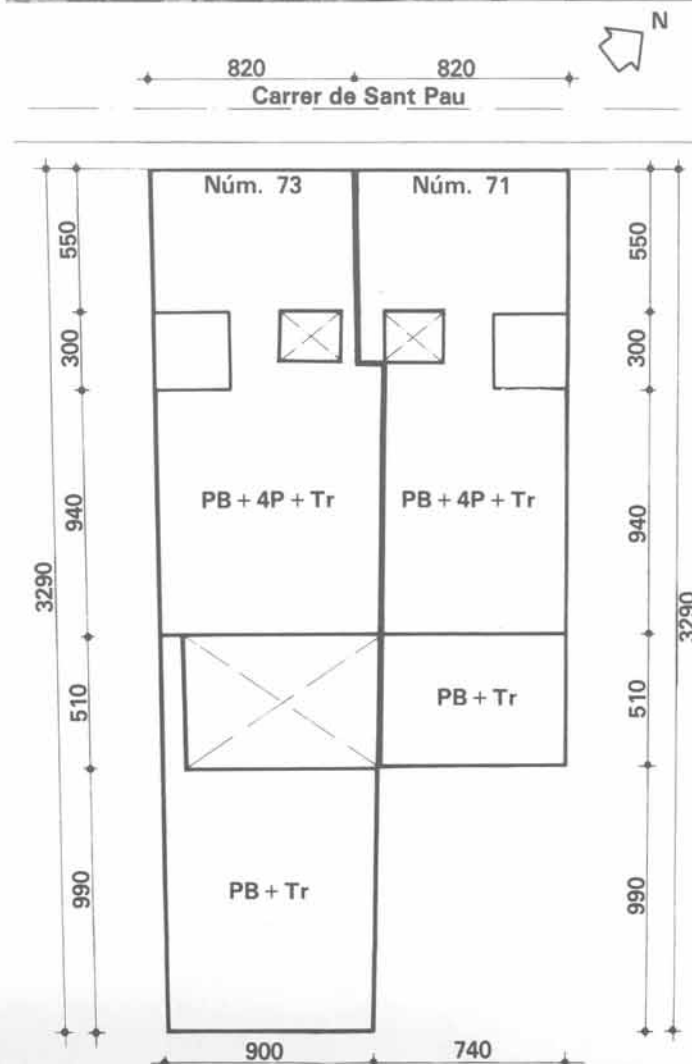 N
820 820
Carrer de Sant Pau
Núm. 73 Núm. 71
550 550
300 300
PB + 4P + Tr PB + 4P + Tr
940 940
3290 3290
PB + Tr
510 510
PB + Tr
990 990
900 740